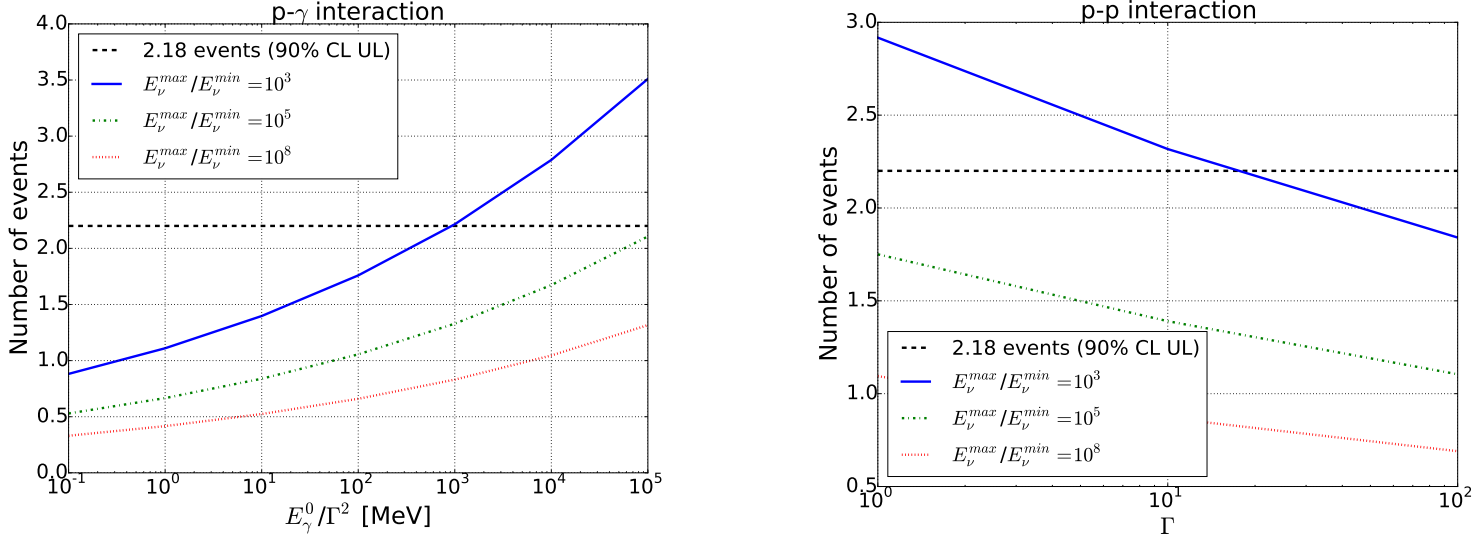 p-γ interaction
4.0
3.5
3.0
2.5
2.0
1.5
1.0
0.5
0.0
Number of events
2.18 events (90% CL UL)
E_ν^{max}/E_ν^{min} = 10^3
E_ν^{max}/E_ν^{min} = 10^5
E_ν^{max}/E_ν^{min} = 10^8
10^{-1} 10^0 10^1 10^2 10^3 10^4 10^5
E_γ^0/Γ^2 [MeV]
p-p interaction
3.0
2.5
2.0
1.5
1.0
0.5
Number of events
2.18 events (90% CL UL)
E_ν^{max}/E_ν^{min} = 10^3
E_ν^{max}/E_ν^{min} = 10^5
E_ν^{max}/E_ν^{min} = 10^8
10^0 10^1 10^2
Γ